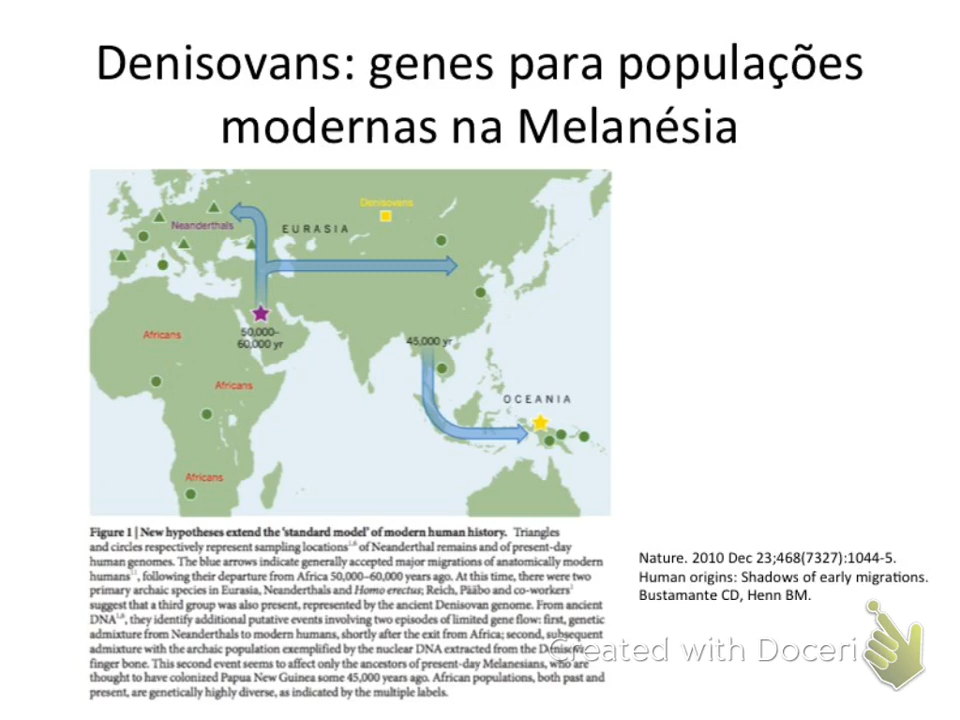 Denisovans: genes para populações
modernas na Melanésia
Denisovans
Neanderthals
EURASIA
Africans
50,000–
60,000 yr
45,000 yr
Africans
OCEANIA
Africans
Figure 1 | New hypotheses extend the 'standard model' of modern human history. Triangles
and circles respectively represent sampling locations of Neanderthal remains and of present-day
human genomes. The blue arrows indicate generally accepted major migrations of anatomically modern
humans, following their departure from Africa 50,000–60,000 years ago. At this time, there were two
primary archaic species in Eurasia, Neanderthals and Homo erectus; Reich, Pääbo and co-workers
suggest that a third group was also present, represented by the ancient Denisovan genome. From ancient
DNA, they identify additional putative events involving two episodes of limited gene flow: first, genetic
admixture from Neanderthals to modern humans, shortly after the exit from Africa; second, subsequent
admixture with the archaic population exemplified by the nuclear DNA extracted from the Denisovan
finger bone. This second event seems to affect only the ancestors of present-day Melanesians, who are
thought to have colonized Papua New Guinea some 45,000 years ago. African populations, both past and
present, are genetically highly diverse, as indicated by the multiple labels.
Nature. 2010 Dec 23;468(7327):1044-5.
Human origins: Shadows of early migrations.
Bustamante CD, Henn BM.
Created with Doceri